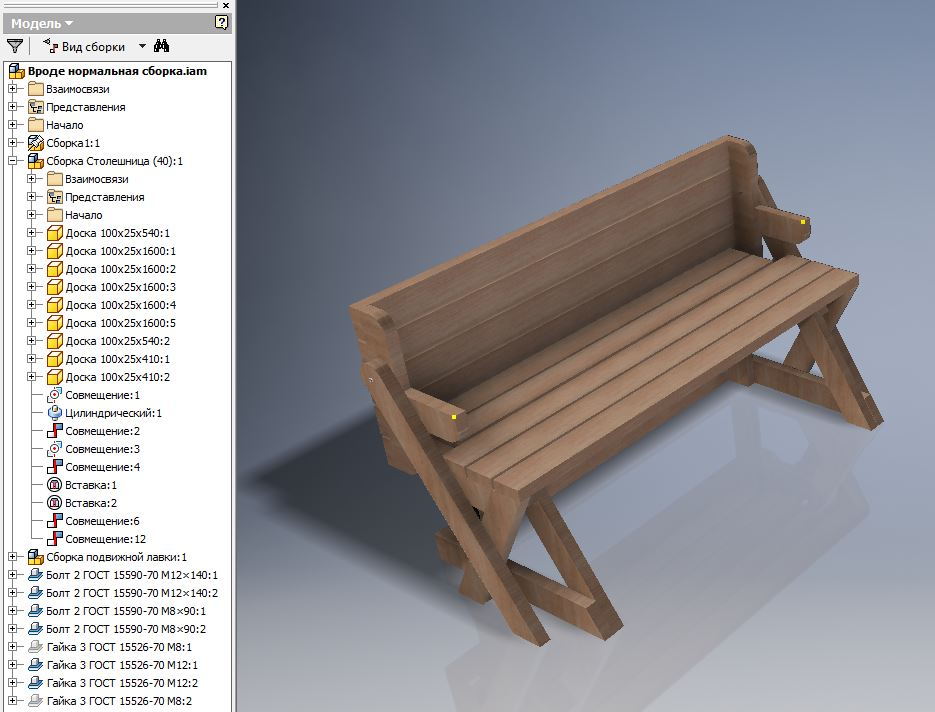 Модель
Вид сборки
Вроде нормальная сборка.iam
Взаимосвязи
Представления
Начало
Сборка1:1
Сборка Столешница (40):1
Взаимосвязи
Представления
Начало
Доска 100x25x540:1
Доска 100x25x1600:1
Доска 100x25x1600:2
Доска 100x25x1600:3
Доска 100x25x1600:4
Доска 100x25x1600:5
Доска 100x25x540:2
Доска 100x25x410:1
Доска 100x25x410:2
Совмещение:1
Цилиндрический:1
Совмещение:2
Совмещение:3
Совмещение:4
Вставка:1
Вставка:2
Совмещение:6
Совмещение:12
Сборка подвижной лавки:1
Болт 2 ГОСТ 15590-70 M12×140:1
Болт 2 ГОСТ 15590-70 M12×140:2
Болт 2 ГОСТ 15590-70 M8×90:1
Болт 2 ГОСТ 15590-70 M8×90:2
Гайка 3 ГОСТ 15526-70 M8:1
Гайка 3 ГОСТ 15526-70 M12:1
Гайка 3 ГОСТ 15526-70 M12:2
Гайка 3 ГОСТ 15526-70 M8:2